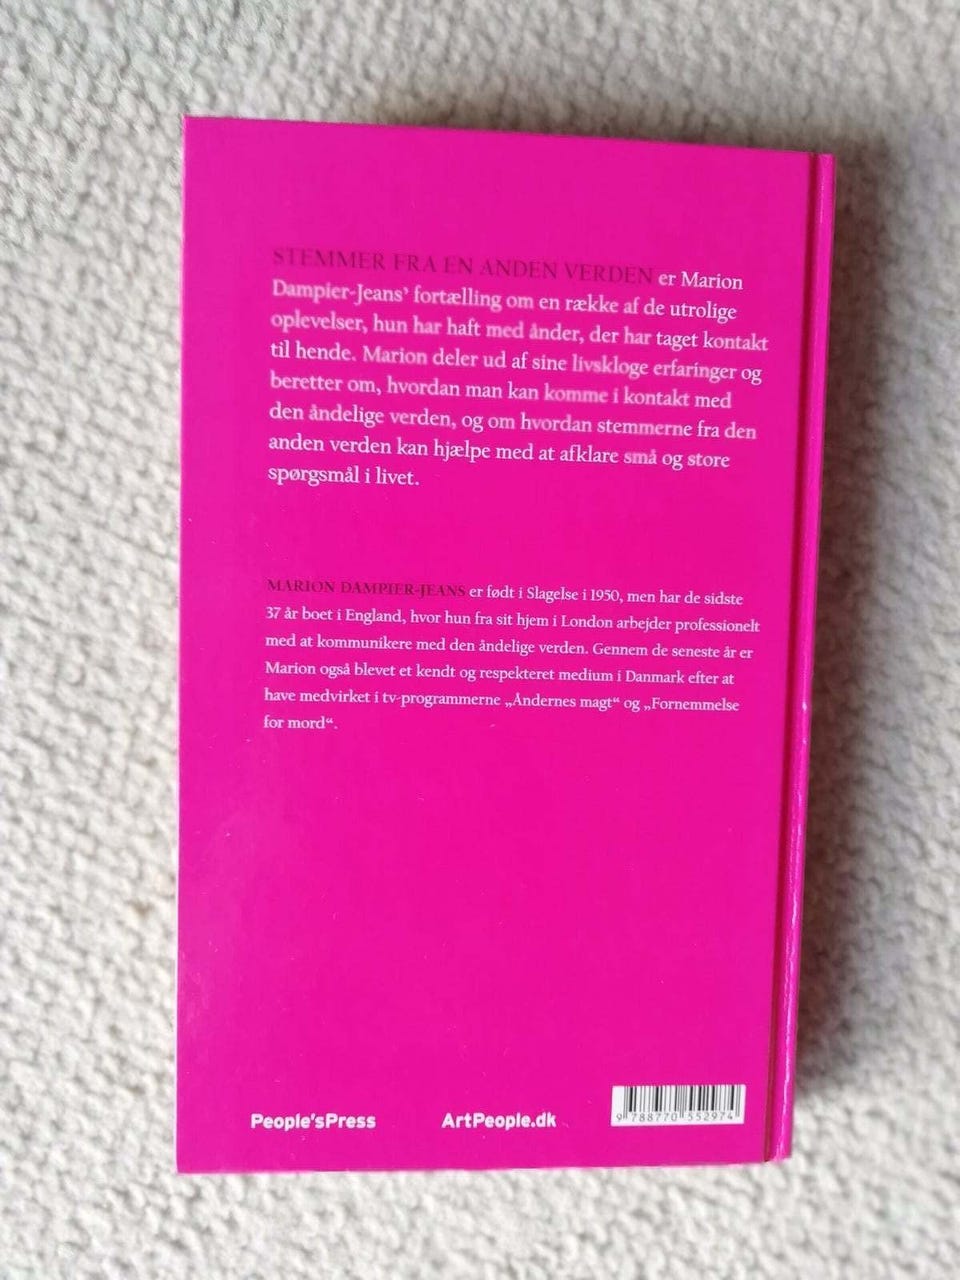 STEMMER FRA EN ANDEN VERDEN er Marion
Dampier-Jeans’ fortælling om en række af de utrolige
oplevelser, hun har haft med ånder, der har taget kontakt
til hende. Marion deler ud af sine livskloge erfaringer og
beretter om, hvordan man kan komme i kontakt med
den åndelige verden, og om hvordan stemmerne fra den
anden verden kan hjælpe med at afklare små og store
spørgsmål i livet.
MARION DAMPIER-JEANS er født i Slagelse i 1950, men har de sidste
37 år boet i England, hvor hun fra sit hjem i London arbejder professionelt
med at kommunikere med den åndelige verden. Gennem de seneste år er
Marion også blevet et kendt og respekteret medium i Danmark efter at
have medvirket i tv-programmerne „Åndernes magt“ og „Fornemmelse
for mord“.
People'sPress ArtPeople.dk
9 788770 552974